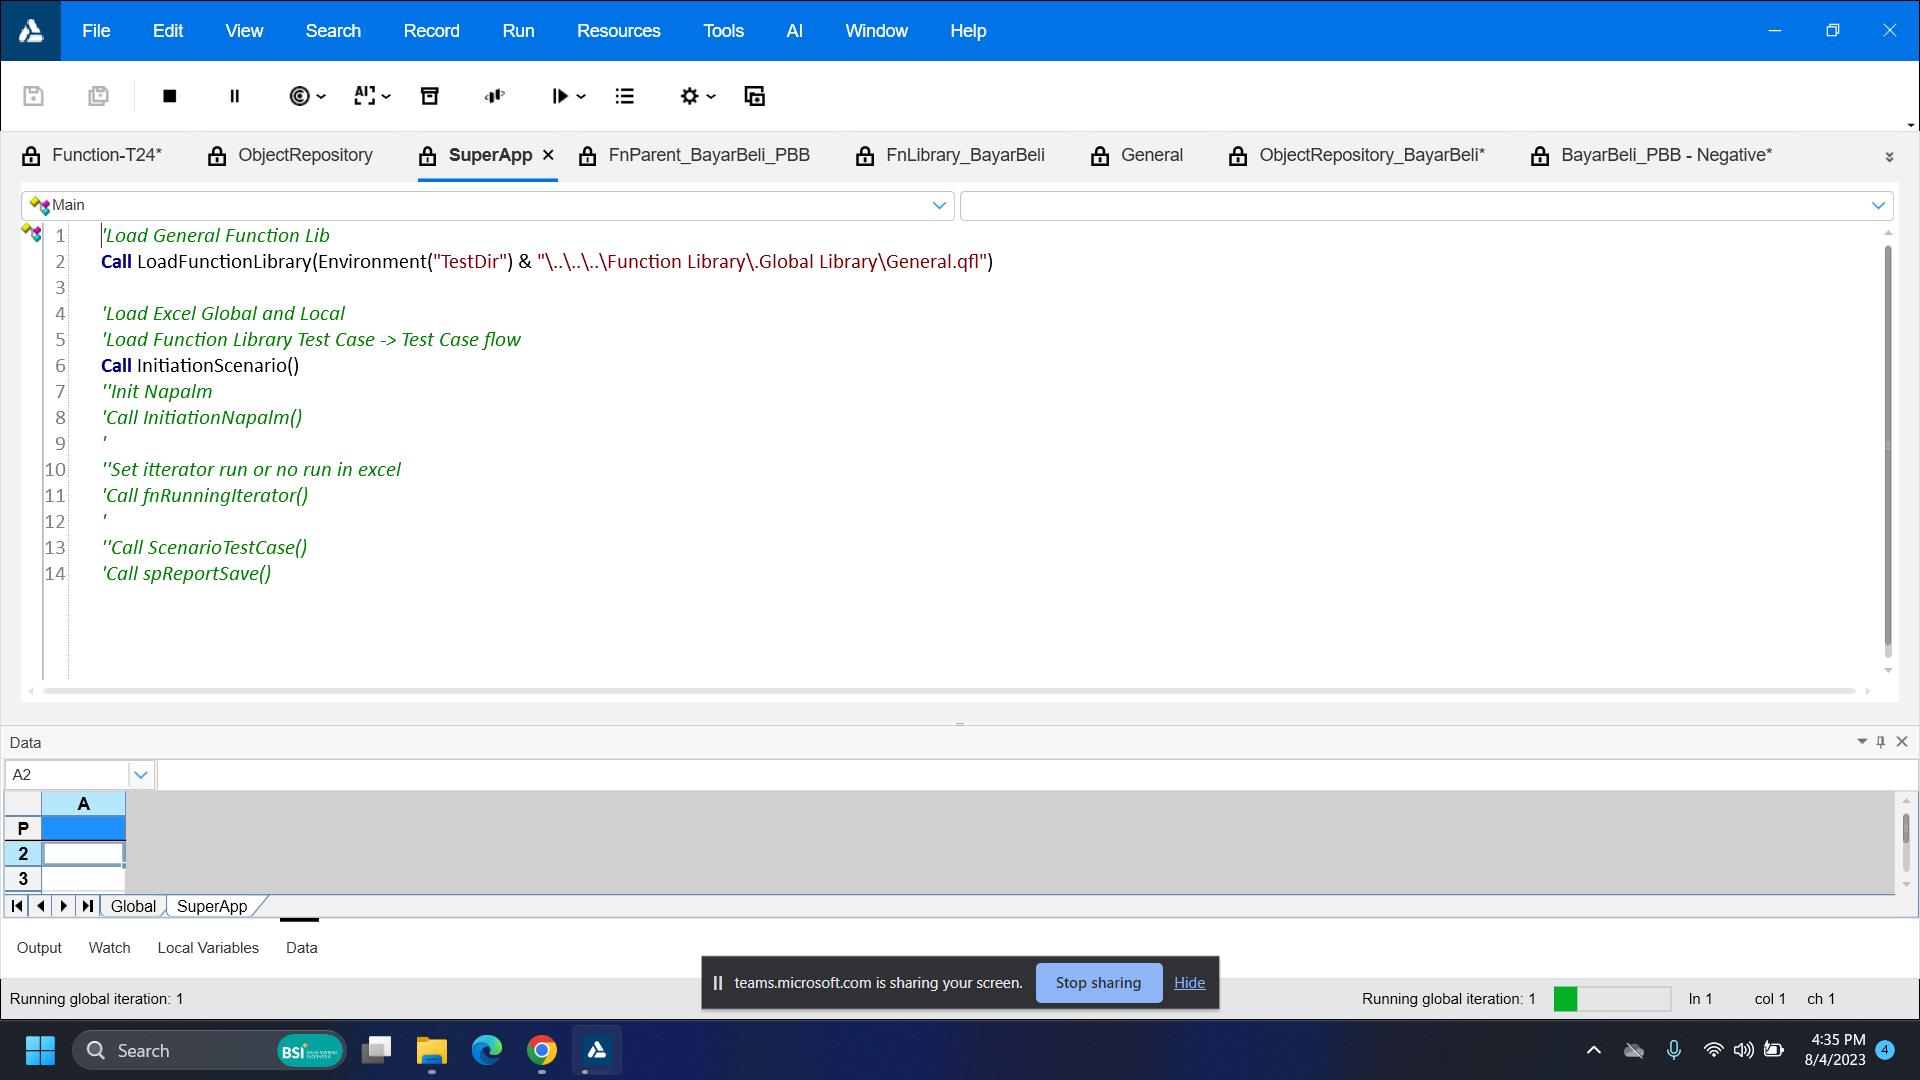 File Edit View Search Record Run Resources Tools AI Window Help
AI
Function-T24* ObjectRepository SuperApp FnParent_BayarBeli_PBB FnLibrary_BayarBeli General ObjectRepository_BayarBeli* BayarBeli_PBB - Negative*
Main
1 'Load General Function Lib
2 Call LoadFunctionLibrary(Environment("TestDir") & "\..\..\..\Function Library\.Global Library\General.qfl")
3
4 'Load Excel Global and Local
5 'Load Function Library Test Case -> Test Case flow
6 Call InitiationScenario()
7 ''Init Napalm
8 'Call InitiationNapalm()
9 '
10 ''Set itterator run or no run in excel
11 'Call fnRunningIterator()
12 '
13 ''Call ScenarioTestCase()
14 'Call spReportSave()
Data
A2
A
P
2
3
Global SuperApp
Output Watch Local Variables Data
teams.microsoft.com is sharing your screen. Stop sharing Hide
Running global iteration: 1 Running global iteration: 1 ln 1 col 1 ch 1
Search BSI
4:35 PM
8/4/2023 4